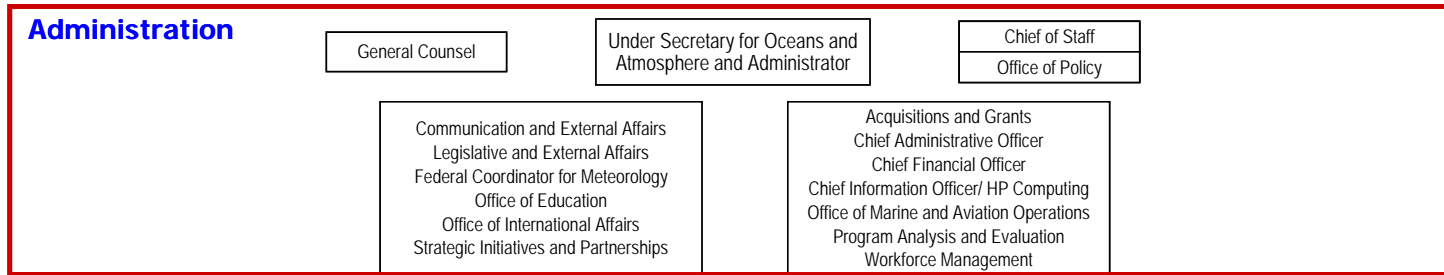 Administration
General Counsel
Under Secretary for Oceans and
Atmosphere and Administrator
Chief of Staff
Office of Policy
Communication and External Affairs
Legislative and External Affairs
Federal Coordinator for Meteorology
Office of Education
Office of International Affairs
Strategic Initiatives and Partnerships
Acquisitions and Grants
Chief Administrative Officer
Chief Financial Officer
Chief Information Officer/ HP Computing
Office of Marine and Aviation Operations
Program Analysis and Evaluation
Workforce Management